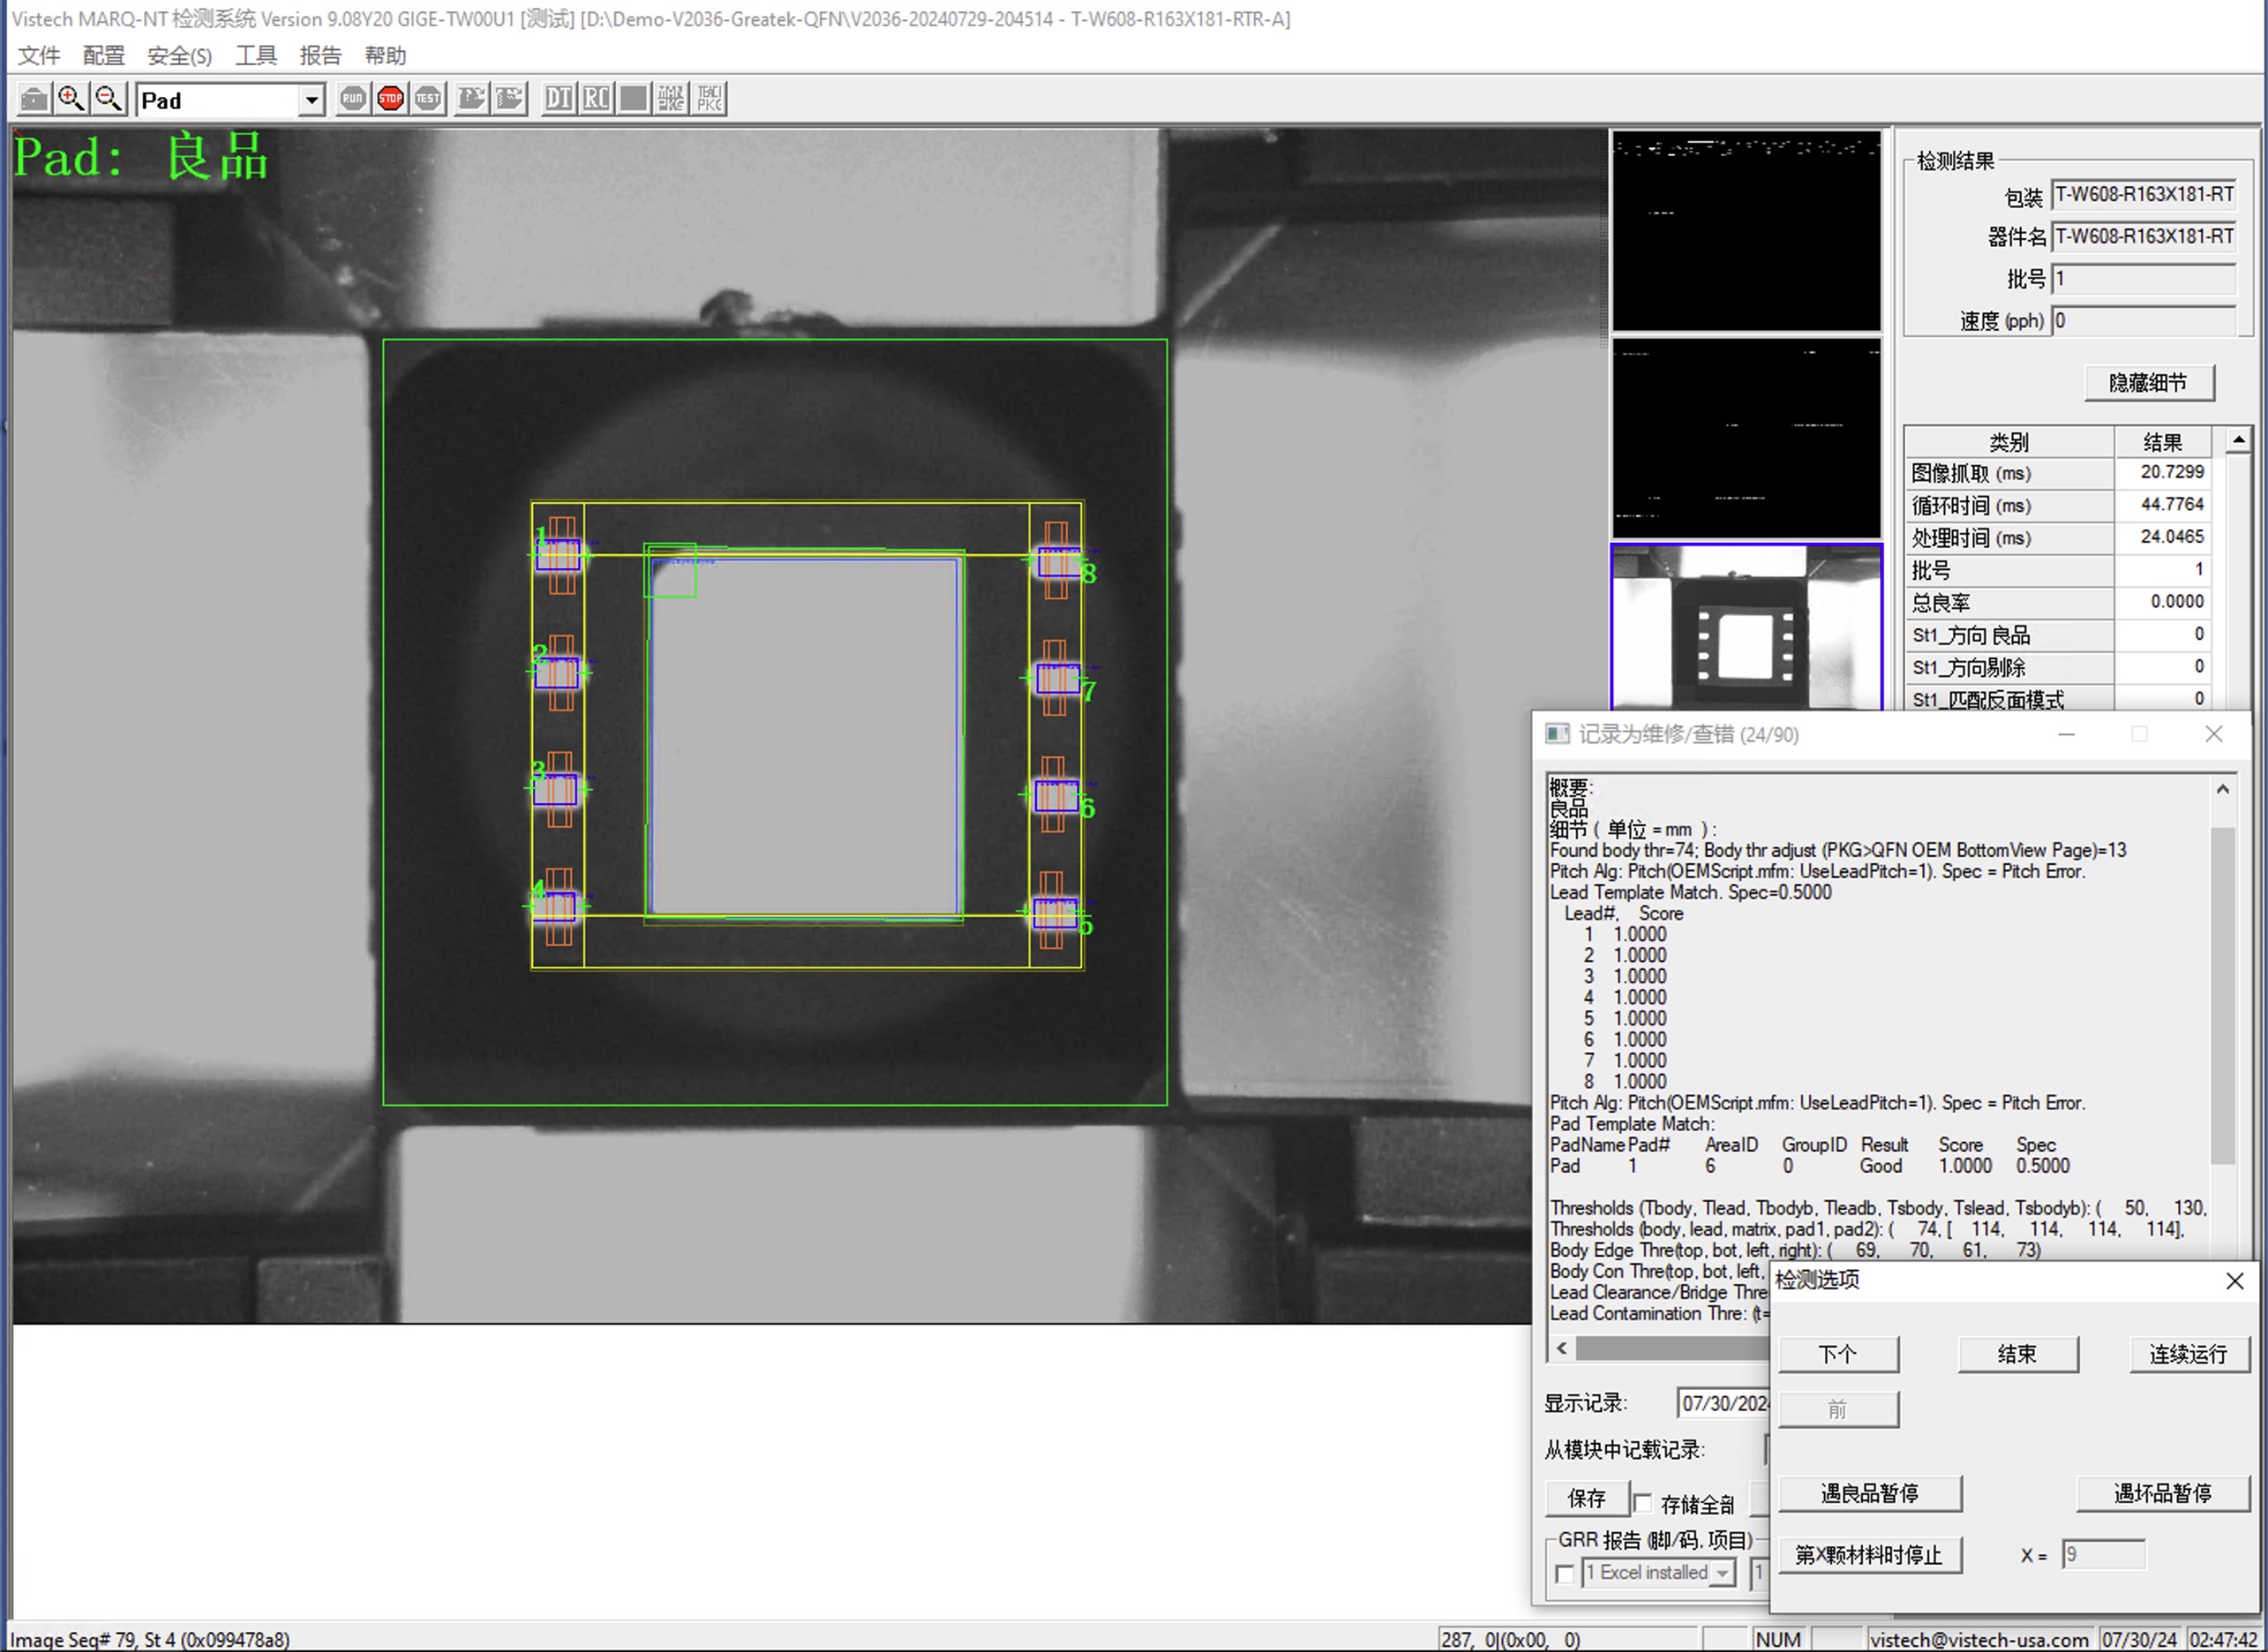 Vistech MARQ-NT 检测系统 Version 9.08Y20 GIGE-TW00U1 [测试] [D:\Demo-V2036-Greatek-QFN\V2036-20240729-204514 - T-W608-R163X181-RTR-A]
文件 配置 安全(S) 工具 报告 帮助
Pad RUN STOP TEST DT RC
Pad: 良品
1
2
3
4
8
7
6
5
检测结果
包装 T-W608-R163X181-RT
器件名 T-W608-R163X181-RT
批号 1
速度 (pph) 0
隐藏细节
类别 结果
图像抓取 (ms) 20.7299
循环时间 (ms) 44.7764
处理时间 (ms) 24.0465
批号 1
总良率 0.0000
St1_方向 良品 0
St1_方向剔除 0
St1_匹配反面模式 0
记录为维修/查错 (24/90)
概要:
良品
细节 ( 单位 = mm ) :
Found body thr=74; Body thr adjust (PKG>QFN OEM BottomView Page)=13
Pitch Alg: Pitch(OEMScript.mfm: UseLeadPitch=1). Spec = Pitch Error.
Lead Template Match. Spec=0.5000
Lead#, Score
1 1.0000
2 1.0000
3 1.0000
4 1.0000
5 1.0000
6 1.0000
7 1.0000
8 1.0000
Pitch Alg: Pitch(OEMScript.mfm: UseLeadPitch=1). Spec = Pitch Error.
Pad Template Match:
PadName Pad# AreaID GroupID Result Score Spec
Pad 1 6 0 Good 1.0000 0.5000
Thresholds (Tbody, Tlead, Tbodyb, Tleadb, Tsbody, Tslead, Tsbodyb): ( 50, 130,
Thresholds (body, lead, matrix, pad1, pad2): ( 74, [ 114, 114, 114, 114],
Body Edge Thre(top, bot, left, right): ( 69, 70, 61, 73)
Body Con Thre(top, bot, left,
Lead Clearance/Bridge Thre
Lead Contamination Thre: (t=
显示记录: 07/30/202
从模块中记载记录:
保存 存储全部
GRR 报告 (脚/码, 项目)
1 Excel installed 1
检测选项
下个 结束 连续运行
前
遇良品暂停 遇坏品暂停
第X颗材料时停止 X = 9
Image Seq# 79, St 4 (0x099478a8) 287, 0|(0x00, 0) NUM vistech@vistech-usa.com 07/30/24 02:47:42